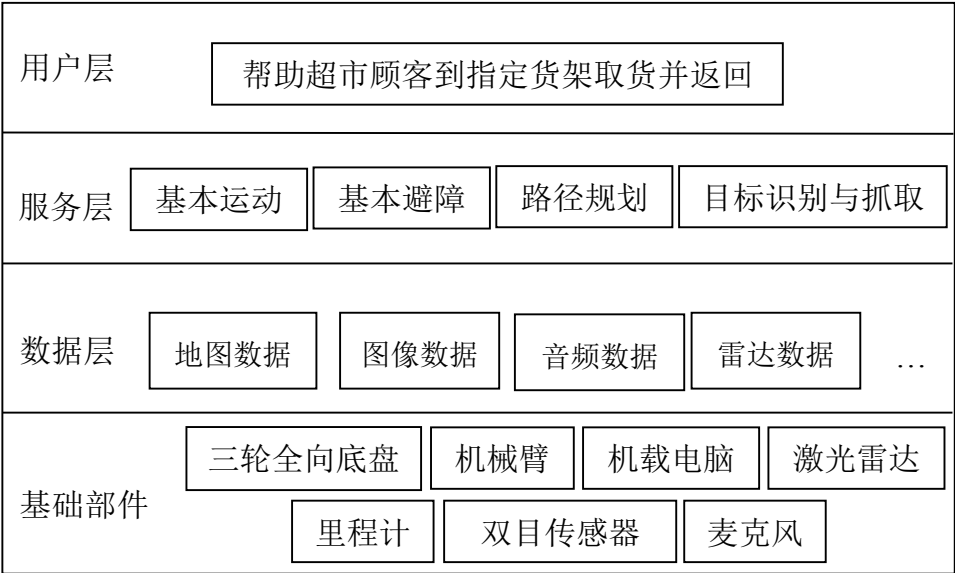 用户层
帮助超市顾客到指定货架取货并返回
服务层 基本运动 基本避障 路径规划 目标识别与抓取
数据层 地图数据 图像数据 音频数据 雷达数据 …
三轮全向底盘 机械臂 机载电脑 激光雷达
基础部件
里程计 双目传感器 麦克风